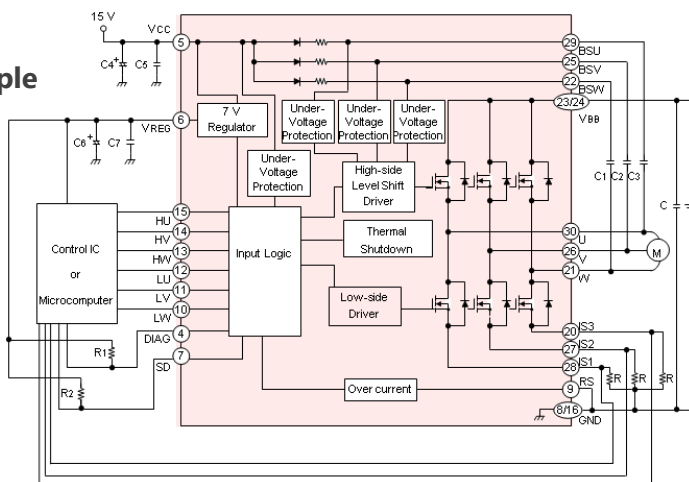 15 V
ple
VCC
5
C4
+
C5
6
VREG
C6
+
C7
7 V
Regulator
Under-
Voltage
Protection
Under-
Voltage
Protection
Under-
Voltage
Protection
Under-
Voltage
Protection
High-side
Level Shift
Driver
Input Logic
Thermal
Shutdown
Low-side
Driver
Over current
Control IC
or
Microcomputer
15
HU
14
HV
13
HW
12
LU
11
LV
10
LW
4
DIAG
7
SD
R1
R2
29
BSU
25
BSV
22
BSW
23/24
VBB
C1
C2
C3
C
30
U
26
V
21
W
M
20
IS3
27
IS2
28
IS1
R
R
R
9
RS
8/16
GND